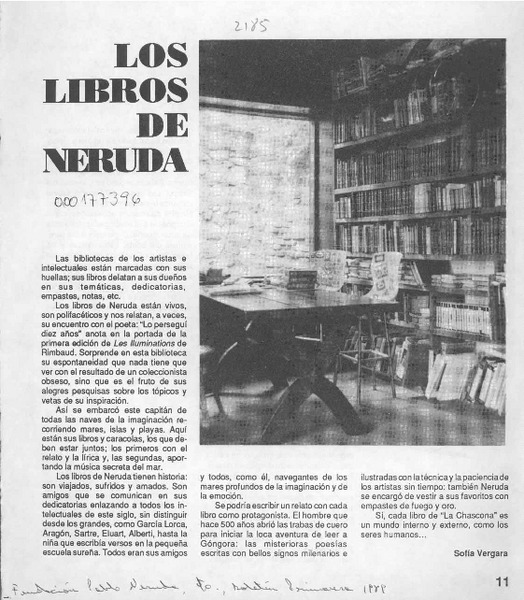 2185
LOS
LIBROS
DE
NERUDA
000177396
Las bibliotecas de los artistas e
intelectuales están marcadas con sus
huellas; sus libros delatan a sus dueños
en sus temáticas, dedicatorias,
empastes, notas, etc.
Los libros de Neruda están vivos,
son polifacéticos y nos relatan, a veces,
su encuentro con el poeta: "Lo perseguí
diez años" anota en la portada de la
primera edición de Les Iluminations de
Rimbaud. Sorprende en esta biblioteca
su espontaneidad que nada tiene que
ver con el resultado de un coleccionista
obseso, sino que es el fruto de sus
alegres pesquisas sobre los tópicos y
vetas de su inspiración.
Así se embarcó este capitán de
todas las naves de la imaginación re-
corriendo mares, islas y playas. Aquí
están sus libros y caracolas, los que de-
ben estar juntos; los primeros con el
relato y la lírica y, las segundas, apor-
tando la música secreta del mar.
Los libros de Neruda tienen historia:
son viajados, sufridos y amados. Son
amigos que se comunican en sus
dedicatorias enlazando a todos los in-
telectuales de este siglo, sin distinguir
desde los grandes, como García Lorca,
Aragón, Sartre, Eluart, Alberti, hasta la
niña que escribía versos en la pequeña
escuela sureña. Todos eran sus amigos
y todos, como él, navegantes de los
mares profundos de la imaginación y de
la emoción.
Se podría escribir un relato con cada
libro como protagonista. El hombre que
hace 500 años abrió las trabas de cuero
para iniciar la loca aventura de leer a
Góngora: las misteriosas poesías
escritas con bellos signos milenarios e
ilustradas con la técnica y la paciencia de
los artistas sin tiempo: también Neruda
se encargó de vestir a sus favoritos con
empastes de fuego y oro.
Sí, cada libro de "La Chascona" es
un mundo interno y externo, como los
seres humanos...
Sofía Vergara
11
Fundación Pablo Neruda, Boletín Primavera 1988